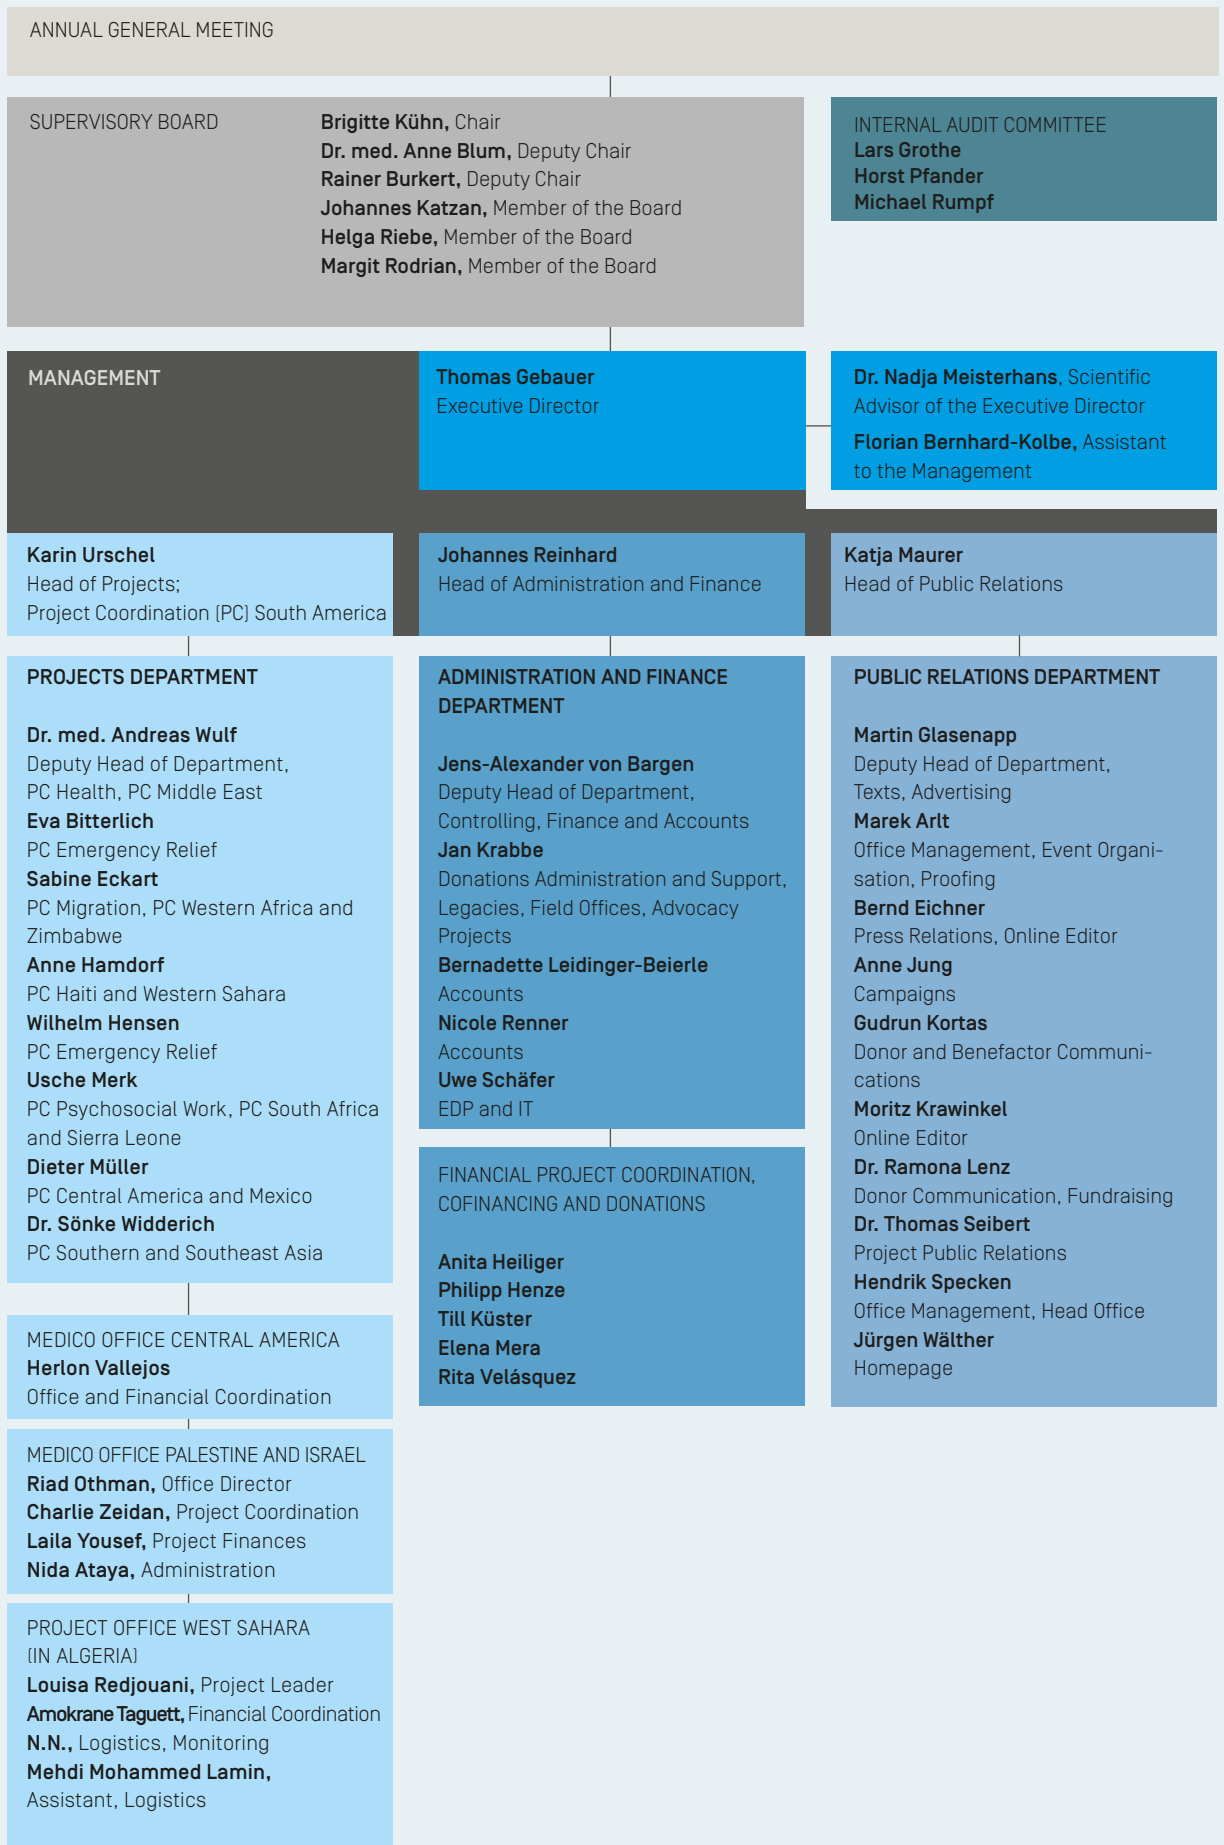 ANNUAL GENERAL MEETING
SUPERVISORY BOARD
Brigitte Kühn, Chair
Dr. med. Anne Blum, Deputy Chair
Rainer Burkert, Deputy Chair
Johannes Katzan, Member of the Board
Helga Riebe, Member of the Board
Margit Rodrian, Member of the Board
INTERNAL AUDIT COMMITTEE
Lars Grothe
Horst Pfander
Michael Rumpf
MANAGEMENT
Thomas Gebauer
Executive Director
Dr. Nadja Meisterhans, Scientific
Advisor of the Executive Director
Florian Bernhard-Kolbe, Assistant
to the Management
Karin Urschel
Head of Projects;
Project Coordination (PC) South America
Johannes Reinhard
Head of Administration and Finance
Katja Maurer
Head of Public Relations
PROJECTS DEPARTMENT
Dr. med. Andreas Wulf
Deputy Head of Department,
PC Health, PC Middle East
Eva Bitterlich
PC Emergency Relief
Sabine Eckart
PC Migration, PC Western Africa and
Zimbabwe
Anne Hamdorf
PC Haiti and Western Sahara
Wilhelm Hensen
PC Emergency Relief
Usche Merk
PC Psychosocial Work, PC South Africa
and Sierra Leone
Dieter Müller
PC Central America and Mexico
Dr. Sönke Widderich
PC Southern and Southeast Asia
MEDICO OFFICE CENTRAL AMERICA
Herlon Vallejos
Office and Financial Coordination
MEDICO OFFICE PALESTINE AND ISRAEL
Riad Othman, Office Director
Charlie Zeidan, Project Coordination
Laila Yousef, Project Finances
Nida Ataya, Administration
PROJECT OFFICE WEST SAHARA
(IN ALGERIA)
Louisa Redjouani, Project Leader
Amokrane Taguett, Financial Coordination
N.N., Logistics, Monitoring
Mehdi Mohammed Lamin,
Assistant, Logistics
ADMINISTRATION AND FINANCE
DEPARTMENT
Jens-Alexander von Bargen
Deputy Head of Department,
Controlling, Finance and Accounts
Jan Krabbe
Donations Administration and Support,
Legacies, Field Offices, Advocacy
Projects
Bernadette Leidinger-Beierle
Accounts
Nicole Renner
Accounts
Uwe Schäfer
EDP and IT
FINANCIAL PROJECT COORDINATION,
COFINANCING AND DONATIONS
Anita Heiliger
Philipp Henze
Till Küster
Elena Mera
Rita Velásquez
PUBLIC RELATIONS DEPARTMENT
Martin Glasenapp
Deputy Head of Department,
Texts, Advertising
Marek Arlt
Office Management, Event Organi-
sation, Proofing
Bernd Eichner
Press Relations, Online Editor
Anne Jung
Campaigns
Gudrun Kortas
Donor and Benefactor Communi-
cations
Moritz Krawinkel
Online Editor
Dr. Ramona Lenz
Donor Communication, Fundraising
Dr. Thomas Seibert
Project Public Relations
Hendrik Specken
Office Management, Head Office
Jürgen Wälther
Homepage